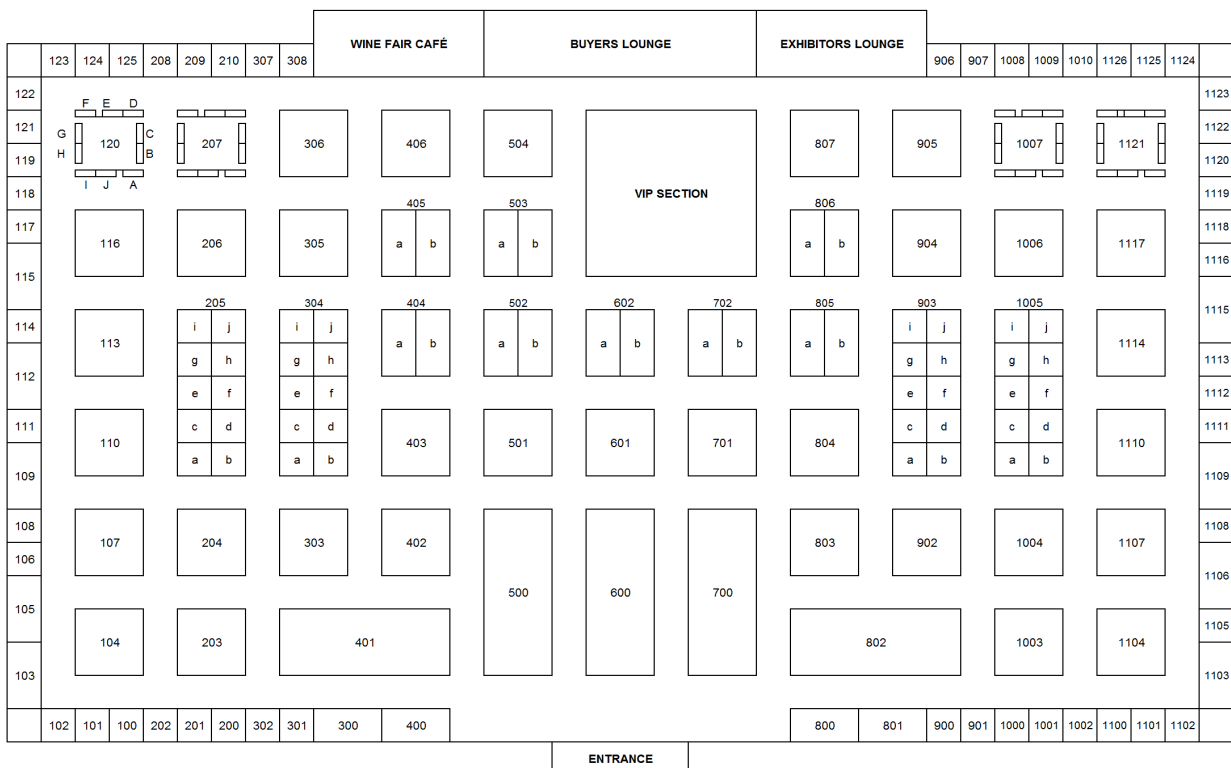 WINE FAIR CAFÉ BUYERS LOUNGE EXHIBITORS LOUNGE
123 124 125 208 209 210 307 308 906 907 1008 1009 1010 1126 1125 1124
122 1123
F E D
121 G C 120 207 306 406 504 807 905 1007 1121 1122
119 H B 1120
I J A
118 VIP SECTION 1119
405 503 806
117 1118
116 206 305 a b a b a b 904 1006 1117
115 1116
205 304 404 502 602 702 805 903 1005 1115
114 i j i j i j i j
113 a b a b a b a b a b 1114
g h g h g h g h 1113
112 e f e f e f e f 1112
111 c d c d c d c d 1111
110 403 501 601 701 804 1110
109 a b a b a b a b 1109
108 1108
107 204 303 402 803 902 1004 1107
106 1106
500 600 700
105 1105
104 203 401 802 1003 1104
103 1103
102 101 100 202 201 200 302 301 300 400 800 801 900 901 1000 1001 1002 1100 1101 1102
ENTRANCE